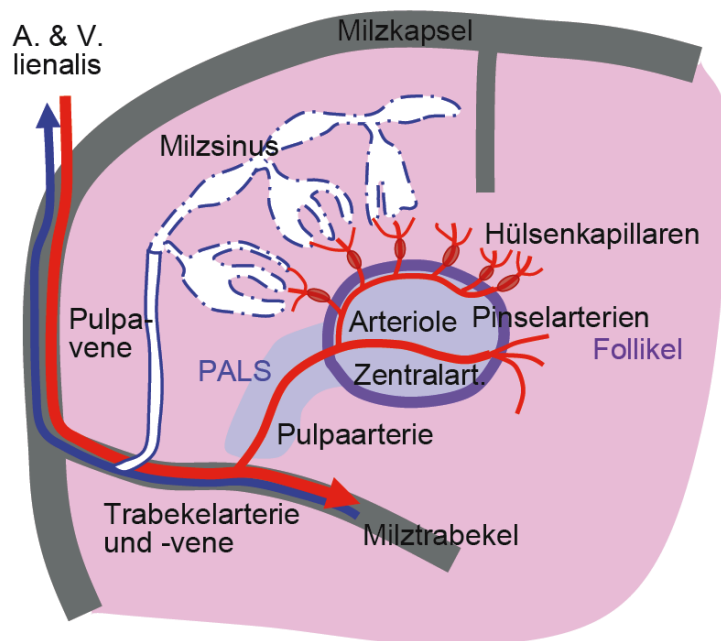 A. & V.
lienalis
Milzkapsel
Milzsinus
Hülsenkapillaren
Pulpa-
vene
Arteriole
Pinselarterien
PALS
Zentralart.
Follikel
Pulpaarterie
Trabekelarterie
und -vene
Milztrabekel